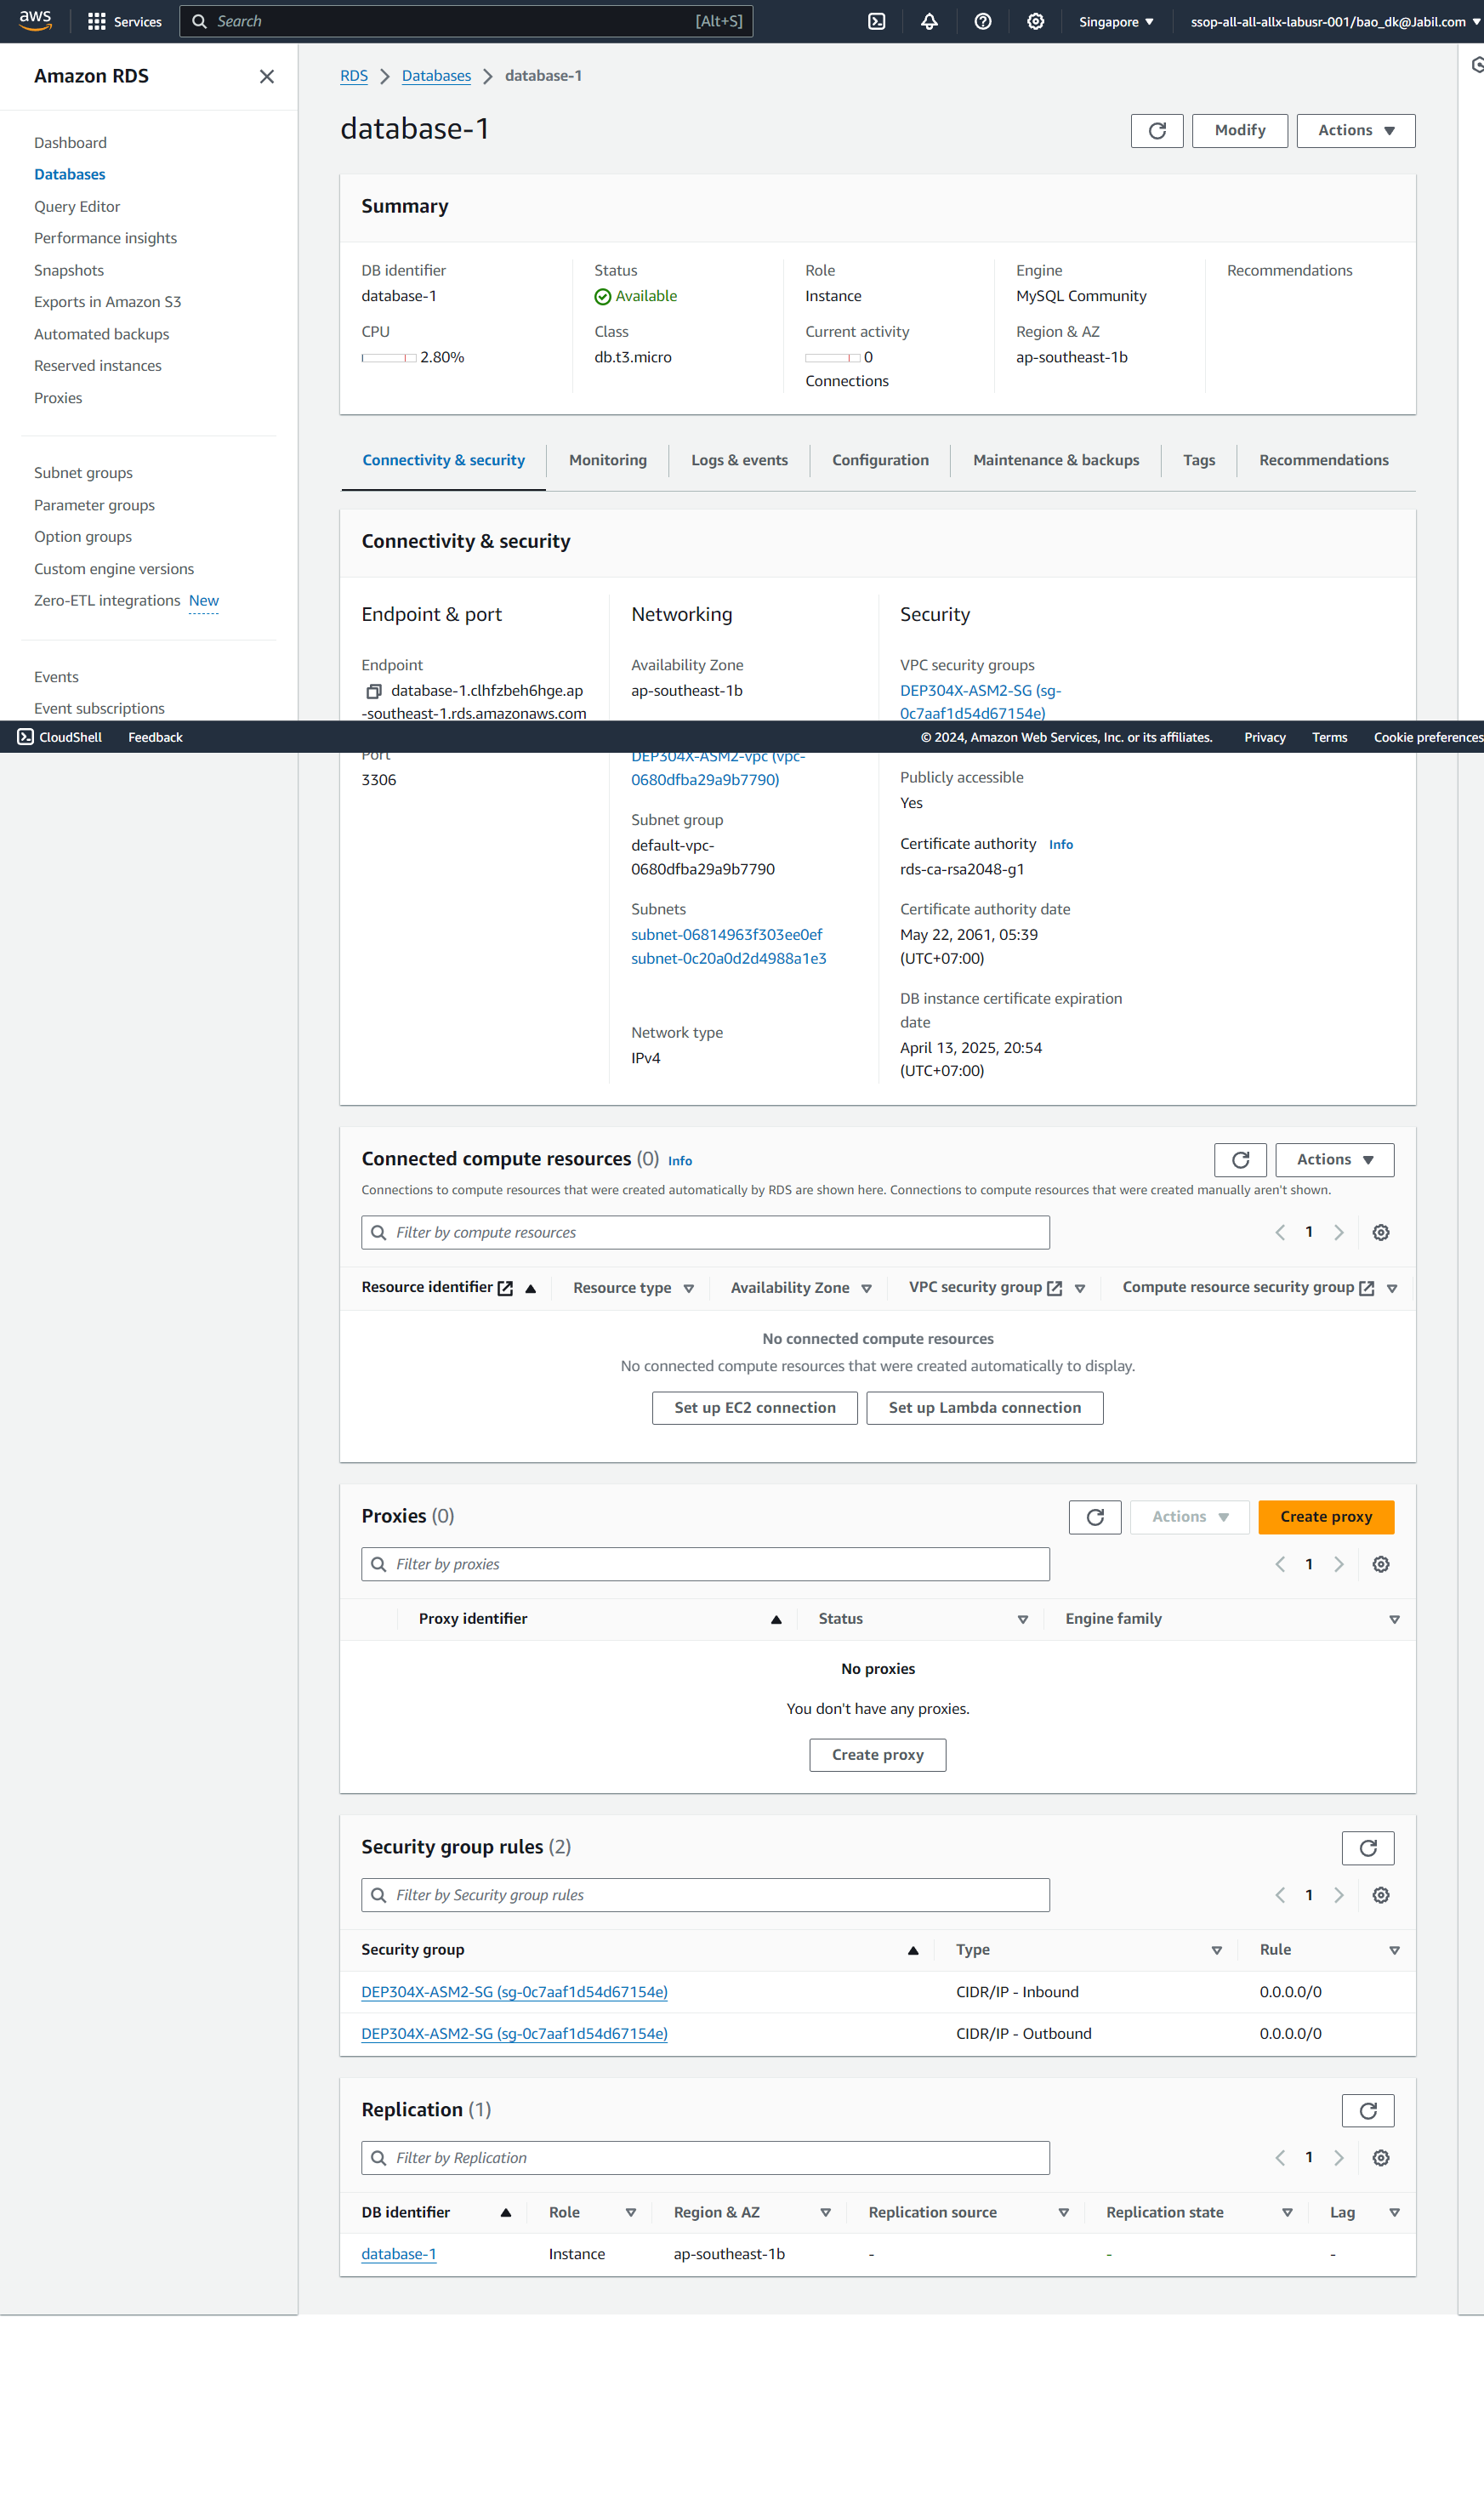 aws
Services
Search
[Alt+S]
Singapore
ssop-all-all-allx-labusr-001/bao_dk@Jabil.com
Amazon RDS
Dashboard
Databases
Query Editor
Performance insights
Snapshots
Exports in Amazon S3
Automated backups
Reserved instances
Proxies
Subnet groups
Parameter groups
Option groups
Custom engine versions
Zero-ETL integrations New
Events
Event subscriptions
RDS
Databases
database-1
database-1
Modify
Actions
Summary
DB identifier
database-1
CPU
2.80%
Status
Available
Class
db.t3.micro
Role
Instance
Current activity
0
Connections
Engine
MySQL Community
Region & AZ
ap-southeast-1b
Recommendations
Connectivity & security
Monitoring
Logs & events
Configuration
Maintenance & backups
Tags
Recommendations
Connectivity & security
Endpoint & port
Endpoint
database-1.clhfzbeh6hge.ap
-southeast-1.rds.amazonaws.com
Port
3306
Networking
Availability Zone
ap-southeast-1b
DEP304X-ASM2-vpc (vpc-
0680dfba29a9b7790)
Subnet group
default-vpc-
0680dfba29a9b7790
Subnets
subnet-06814963f303ee0ef
subnet-0c20a0d2d4988a1e3
Network type
IPv4
Security
VPC security groups
DEP304X-ASM2-SG (sg-
0c7aaf1d54d67154e)
Publicly accessible
Yes
Certificate authority Info
rds-ca-rsa2048-g1
Certificate authority date
May 22, 2061, 05:39
(UTC+07:00)
DB instance certificate expiration
date
April 13, 2025, 20:54
(UTC+07:00)
CloudShell
Feedback
© 2024, Amazon Web Services, Inc. or its affiliates.
Privacy
Terms
Cookie preferences
Connected compute resources (0) Info
Actions
Connections to compute resources that were created automatically by RDS are shown here. Connections to compute resources that were created manually aren't shown.
Filter by compute resources
1
Resource identifier
Resource type
Availability Zone
VPC security group
Compute resource security group
No connected compute resources
No connected compute resources that were created automatically to display.
Set up EC2 connection
Set up Lambda connection
Proxies (0)
Actions
Create proxy
Filter by proxies
1
Proxy identifier
Status
Engine family
No proxies
You don't have any proxies.
Create proxy
Security group rules (2)
Filter by Security group rules
1
Security group
Type
Rule
DEP304X-ASM2-SG (sg-0c7aaf1d54d67154e)
CIDR/IP - Inbound
0.0.0.0/0
DEP304X-ASM2-SG (sg-0c7aaf1d54d67154e)
CIDR/IP - Outbound
0.0.0.0/0
Replication (1)
Filter by Replication
1
DB identifier
Role
Region & AZ
Replication source
Replication state
Lag
database-1
Instance
ap-southeast-1b
-
-
-